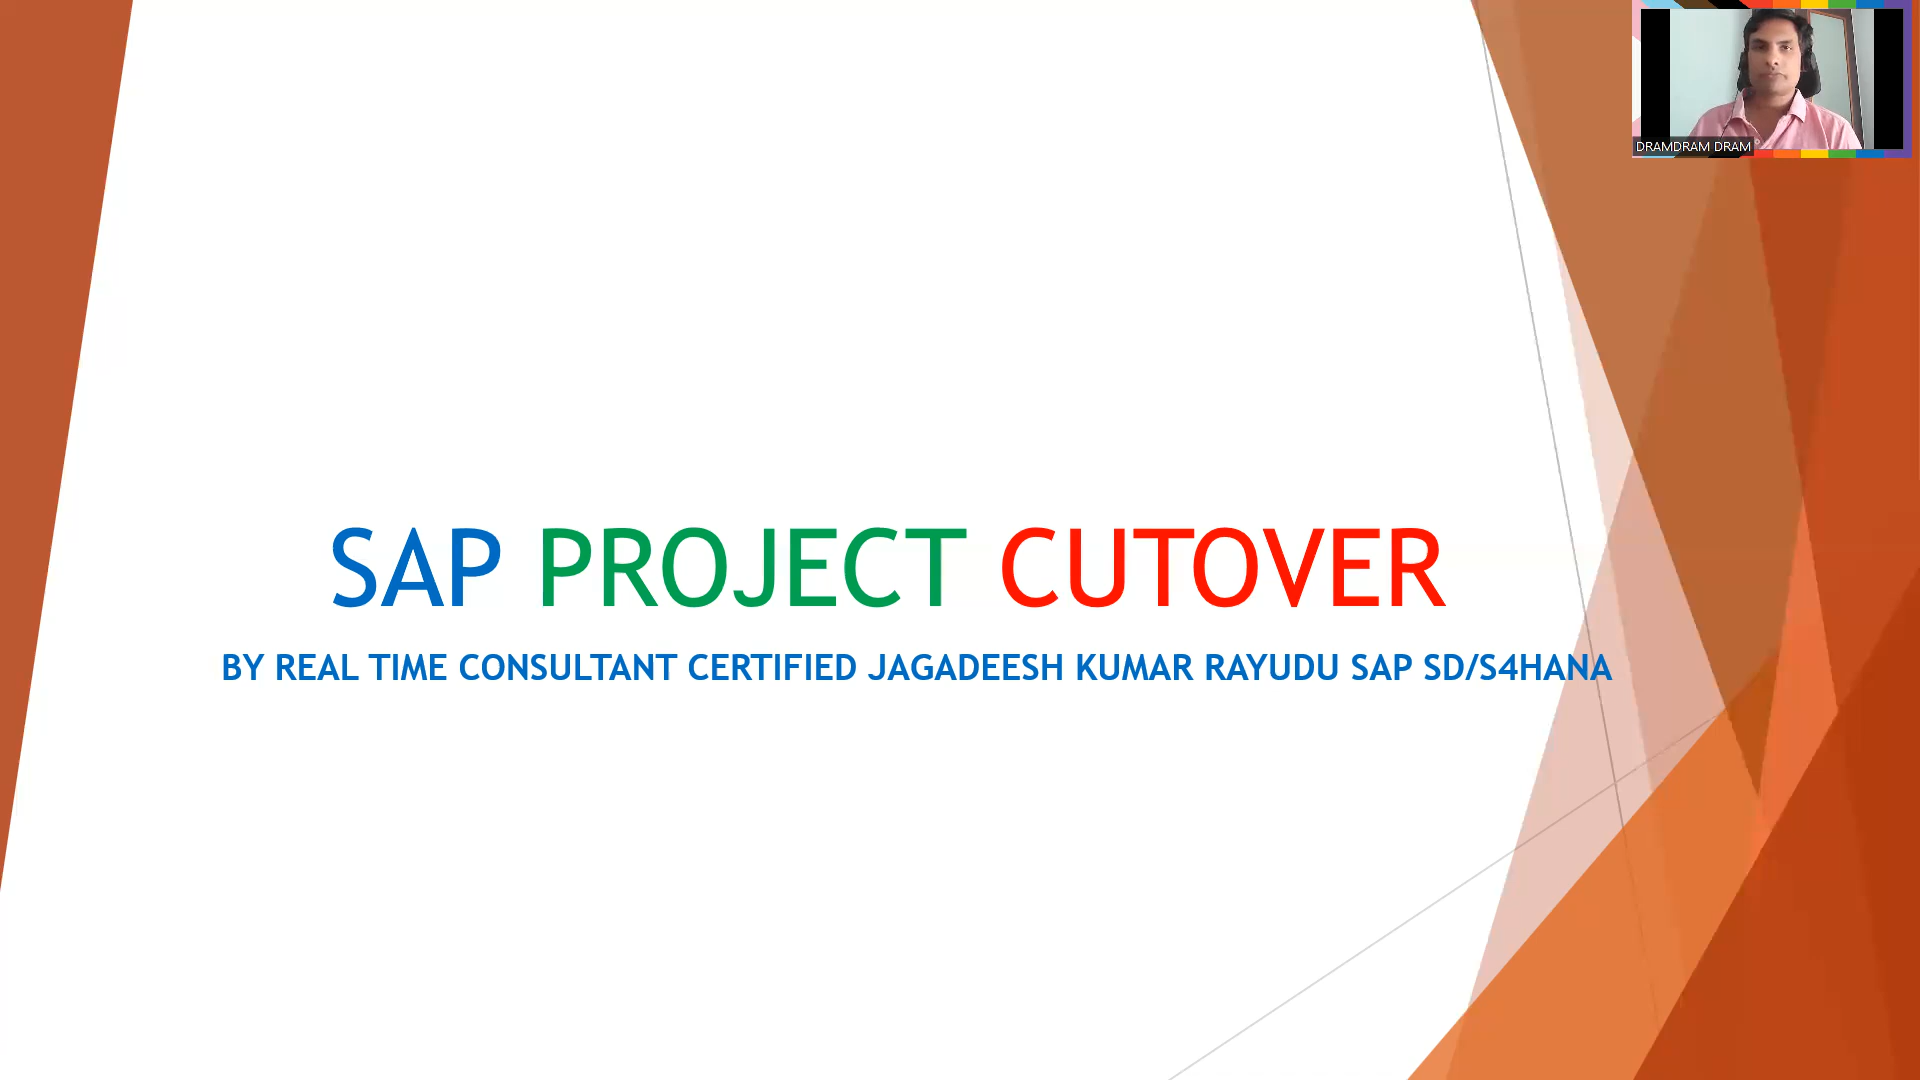 DRAMDRAM DRAM
SAP PROJECT CUTOVER
BY REAL TIME CONSULTANT CERTIFIED JAGADEESH KUMAR RAYUDU SAP SD/S4HANA